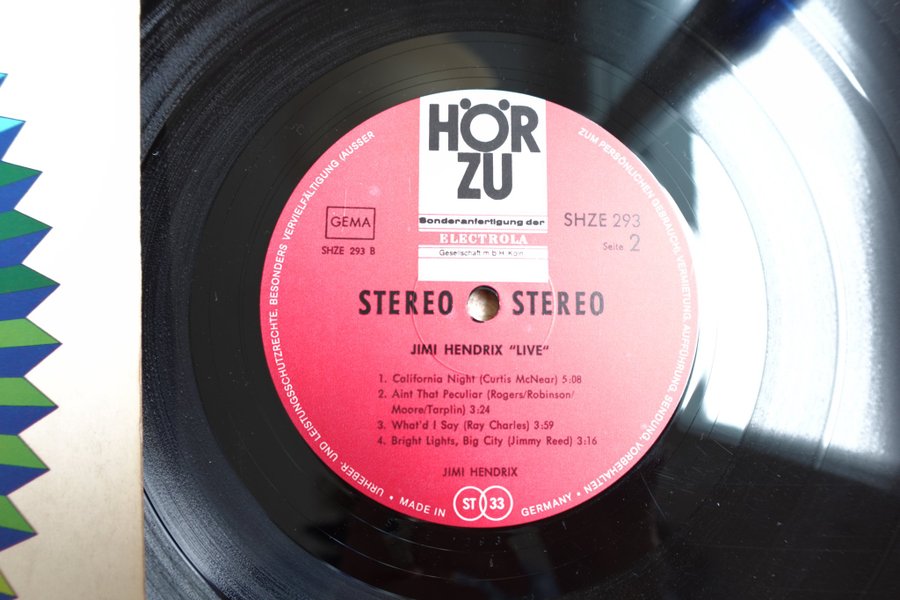 HÖR
ZU
Sonderanfertigung der
ELECTROLA
Gesellschaft m b H Köln
GEMA
SHZE 293 B
SHZE 293
Seite 2
STEREO STEREO
JIMI HENDRIX "LIVE"
1. California Night (Curtis McNear) 5:08
2. Aint That Peculiar (Rogers/Robinson/
Moore/Tarplin) 3:24
3. What'd I Say (Ray Charles) 3:59
4. Bright Lights, Big City (Jimmy Reed) 3:16
JIMI HENDRIX
URHEBER- UND LEISTUNGSSCHUTZRECHTE, BESONDERS VERVIELFÄLTIGUNG (AUSSER
ZUM PERSÖNLICHEN GEBRAUCH), VERMIETUNG, AUFFÜHRUNG, SENDUNG, VORBEHALTEN
• MADE IN ST 33 GERMANY •